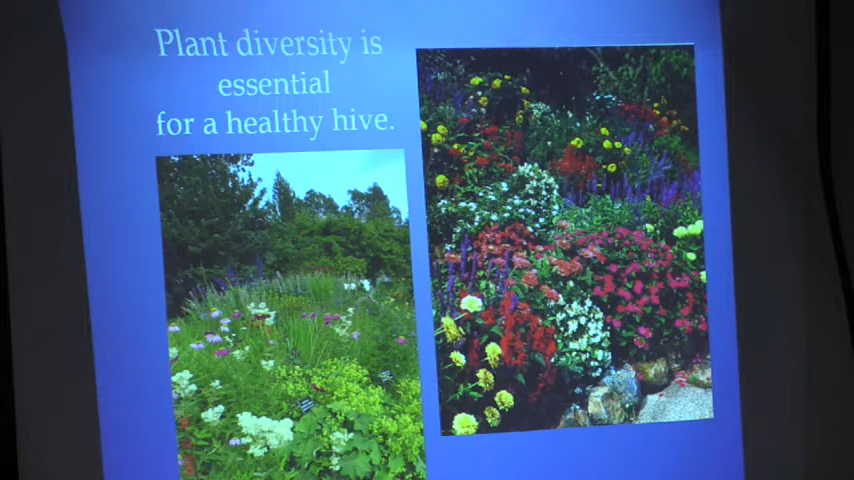 Plant diversity is
essential
for a healthy hive.